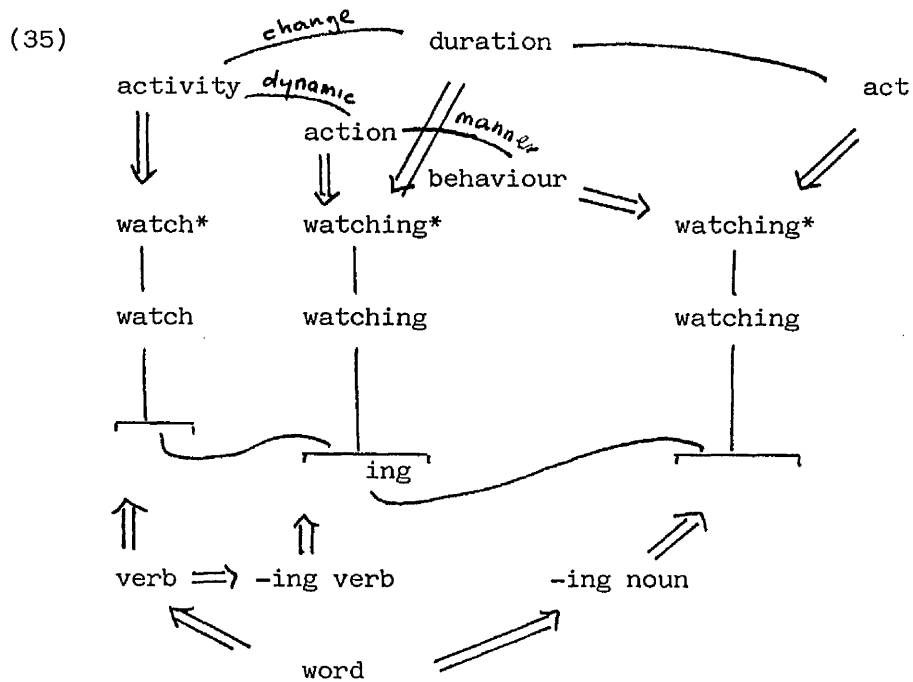 (35)
change
duration
activity dynamic act
action manner
behaviour
watch* watching* watching*
watch watching watching
ing
verb -ing verb -ing noun
word